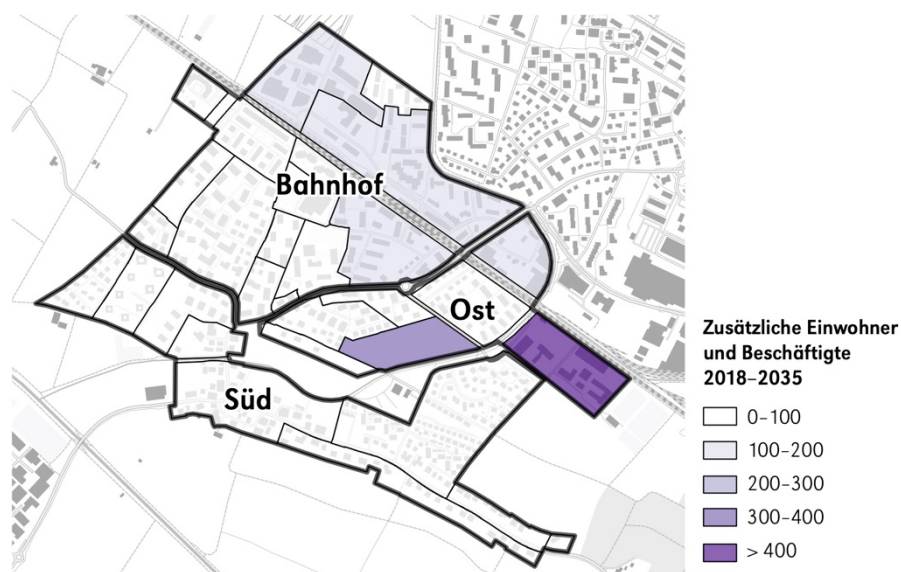 Bahnhof
Ost
Süd
Zusätzliche Einwohner
und Beschäftigte
2018–2035
0–100
100–200
200–300
300–400
> 400